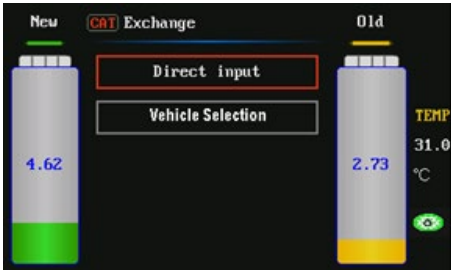 New CAT Exchange Old
Direct input
Vehicle Selection
TEMP
31.0
4.62 2.73 °C